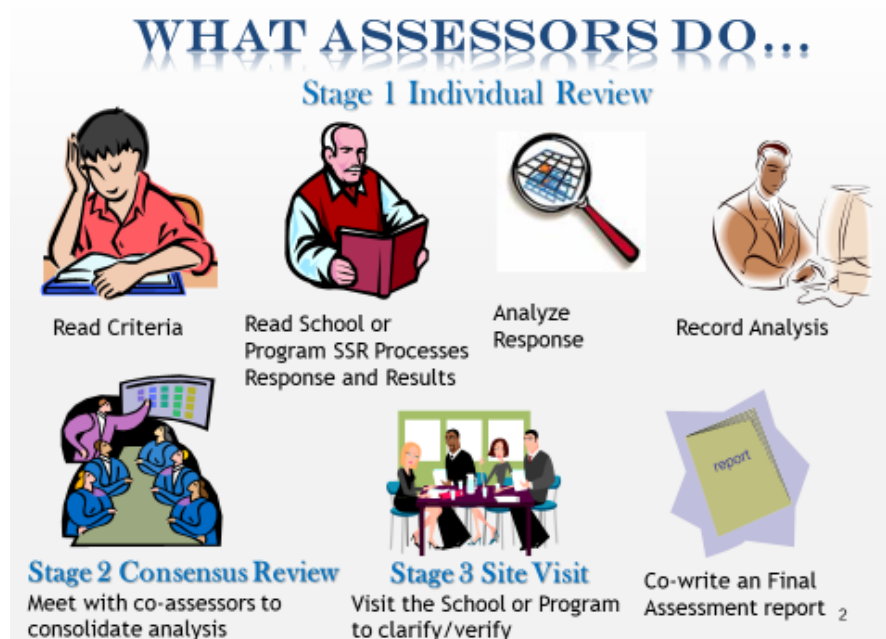 WHAT ASSESSORS DO...
Stage 1 Individual Review
Read Criteria
Read School or
Program SSR Processes
Response and Results
Analyze
Response
Record Analysis
report
Stage 2 Consensus Review
Meet with co-assessors to
consolidate analysis
Stage 3 Site Visit
Visit the School or Program
to clarify/verify
Co-write an Final
Assessment report
2